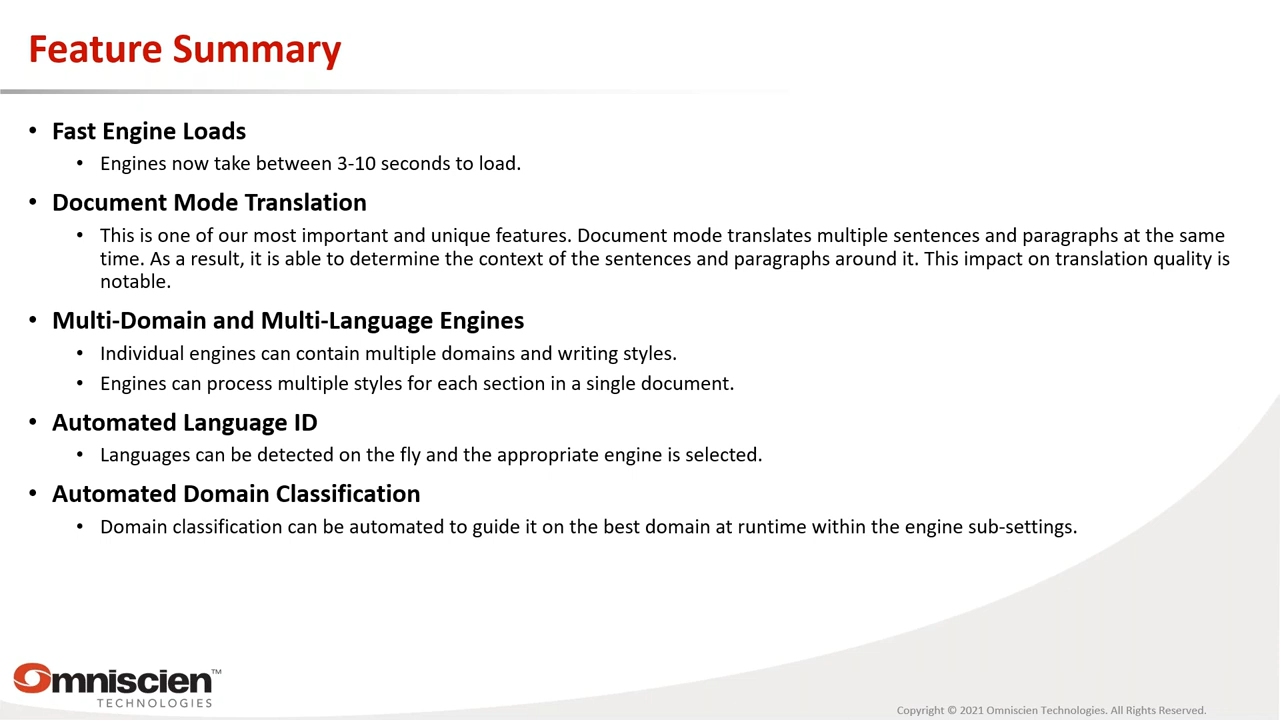 Feature Summary
• Fast Engine Loads
• Engines now take between 3-10 seconds to load.
• Document Mode Translation
• This is one of our most important and unique features. Document mode translates multiple sentences and paragraphs at the same
time. As a result, it is able to determine the context of the sentences and paragraphs around it. This impact on translation quality is
notable.
• Multi-Domain and Multi-Language Engines
• Individual engines can contain multiple domains and writing styles.
• Engines can process multiple styles for each section in a single document.
• Automated Language ID
• Languages can be detected on the fly and the appropriate engine is selected.
• Automated Domain Classification
• Domain classification can be automated to guide it on the best domain at runtime within the engine sub-settings.
Omniscien™
TECHNOLOGIES
Copyright © 2021 Omniscien Technologies. All Rights Reserved.